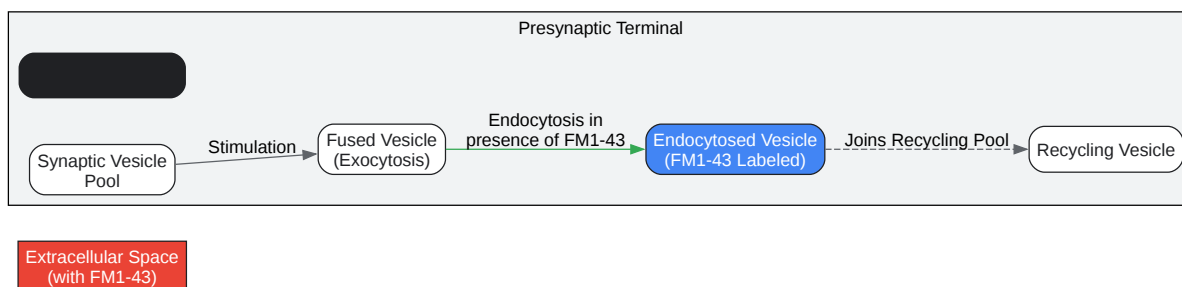 Presynaptic Terminal
Synaptic Vesicle
Pool
Stimulation
Fused Vesicle
(Exocytosis)
Endocytosis in
presence of FM1-43
Endocytosed Vesicle
(FM1-43 Labeled)
Joins Recycling Pool
Recycling Vesicle
Extracellular Space
(with FM1-43)